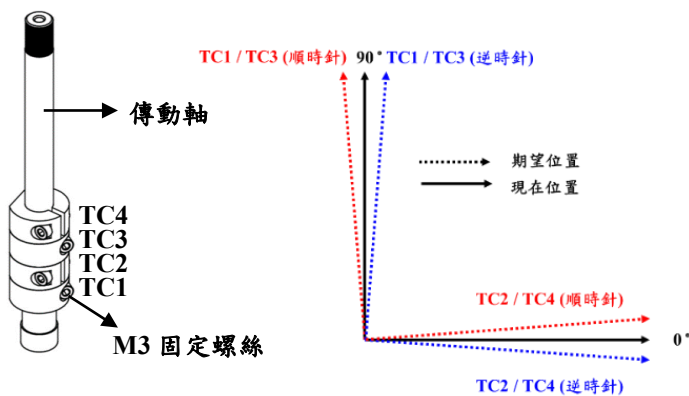 傳動軸
TC4
TC3
TC2
TC1
M3 固定螺絲
TC1 / TC3 (順時針) 90° TC1 / TC3 (逆時針)
期望位置
現在位置
TC2 / TC4 (順時針)
0°
TC2 / TC4 (逆時針)